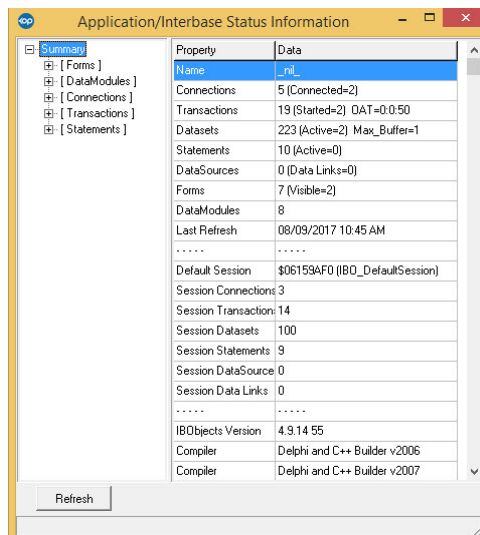 Application/Interbase Status Information
Summary
[ Forms ]
[ DataModules ]
[ Connections ]
[ Transactions ]
[ Statements ]
Property Data
Name _nil_
Connections 5 (Connected=2)
Transactions 19 (Started=2) OAT=0:0:50
Datasets 223 (Active=2) Max_Buffer=1
Statements 10 (Active=0)
DataSources 0 (Data Links=0)
Forms 7 (Visible=2)
DataModules 8
Last Refresh 08/09/2017 10:45 AM
- - - - - - - - - -
Default Session $06159AF0 (IBO_DefaultSession)
Session Connections 3
Session Transaction 14
Session Datasets 100
Session Statements 9
Session DataSource 0
Session Data Links 0
- - - - - - - - - -
IBObjects Version 4.9.14 55
Compiler Delphi and C++ Builder v2006
Compiler Delphi and C++ Builder v2007
Refresh